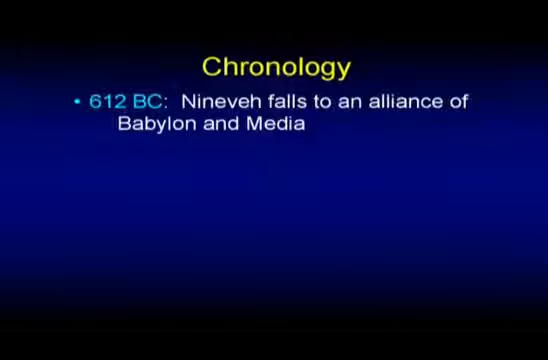 Chronology
• 612 BC: Nineveh falls to an alliance of
Babylon and Media